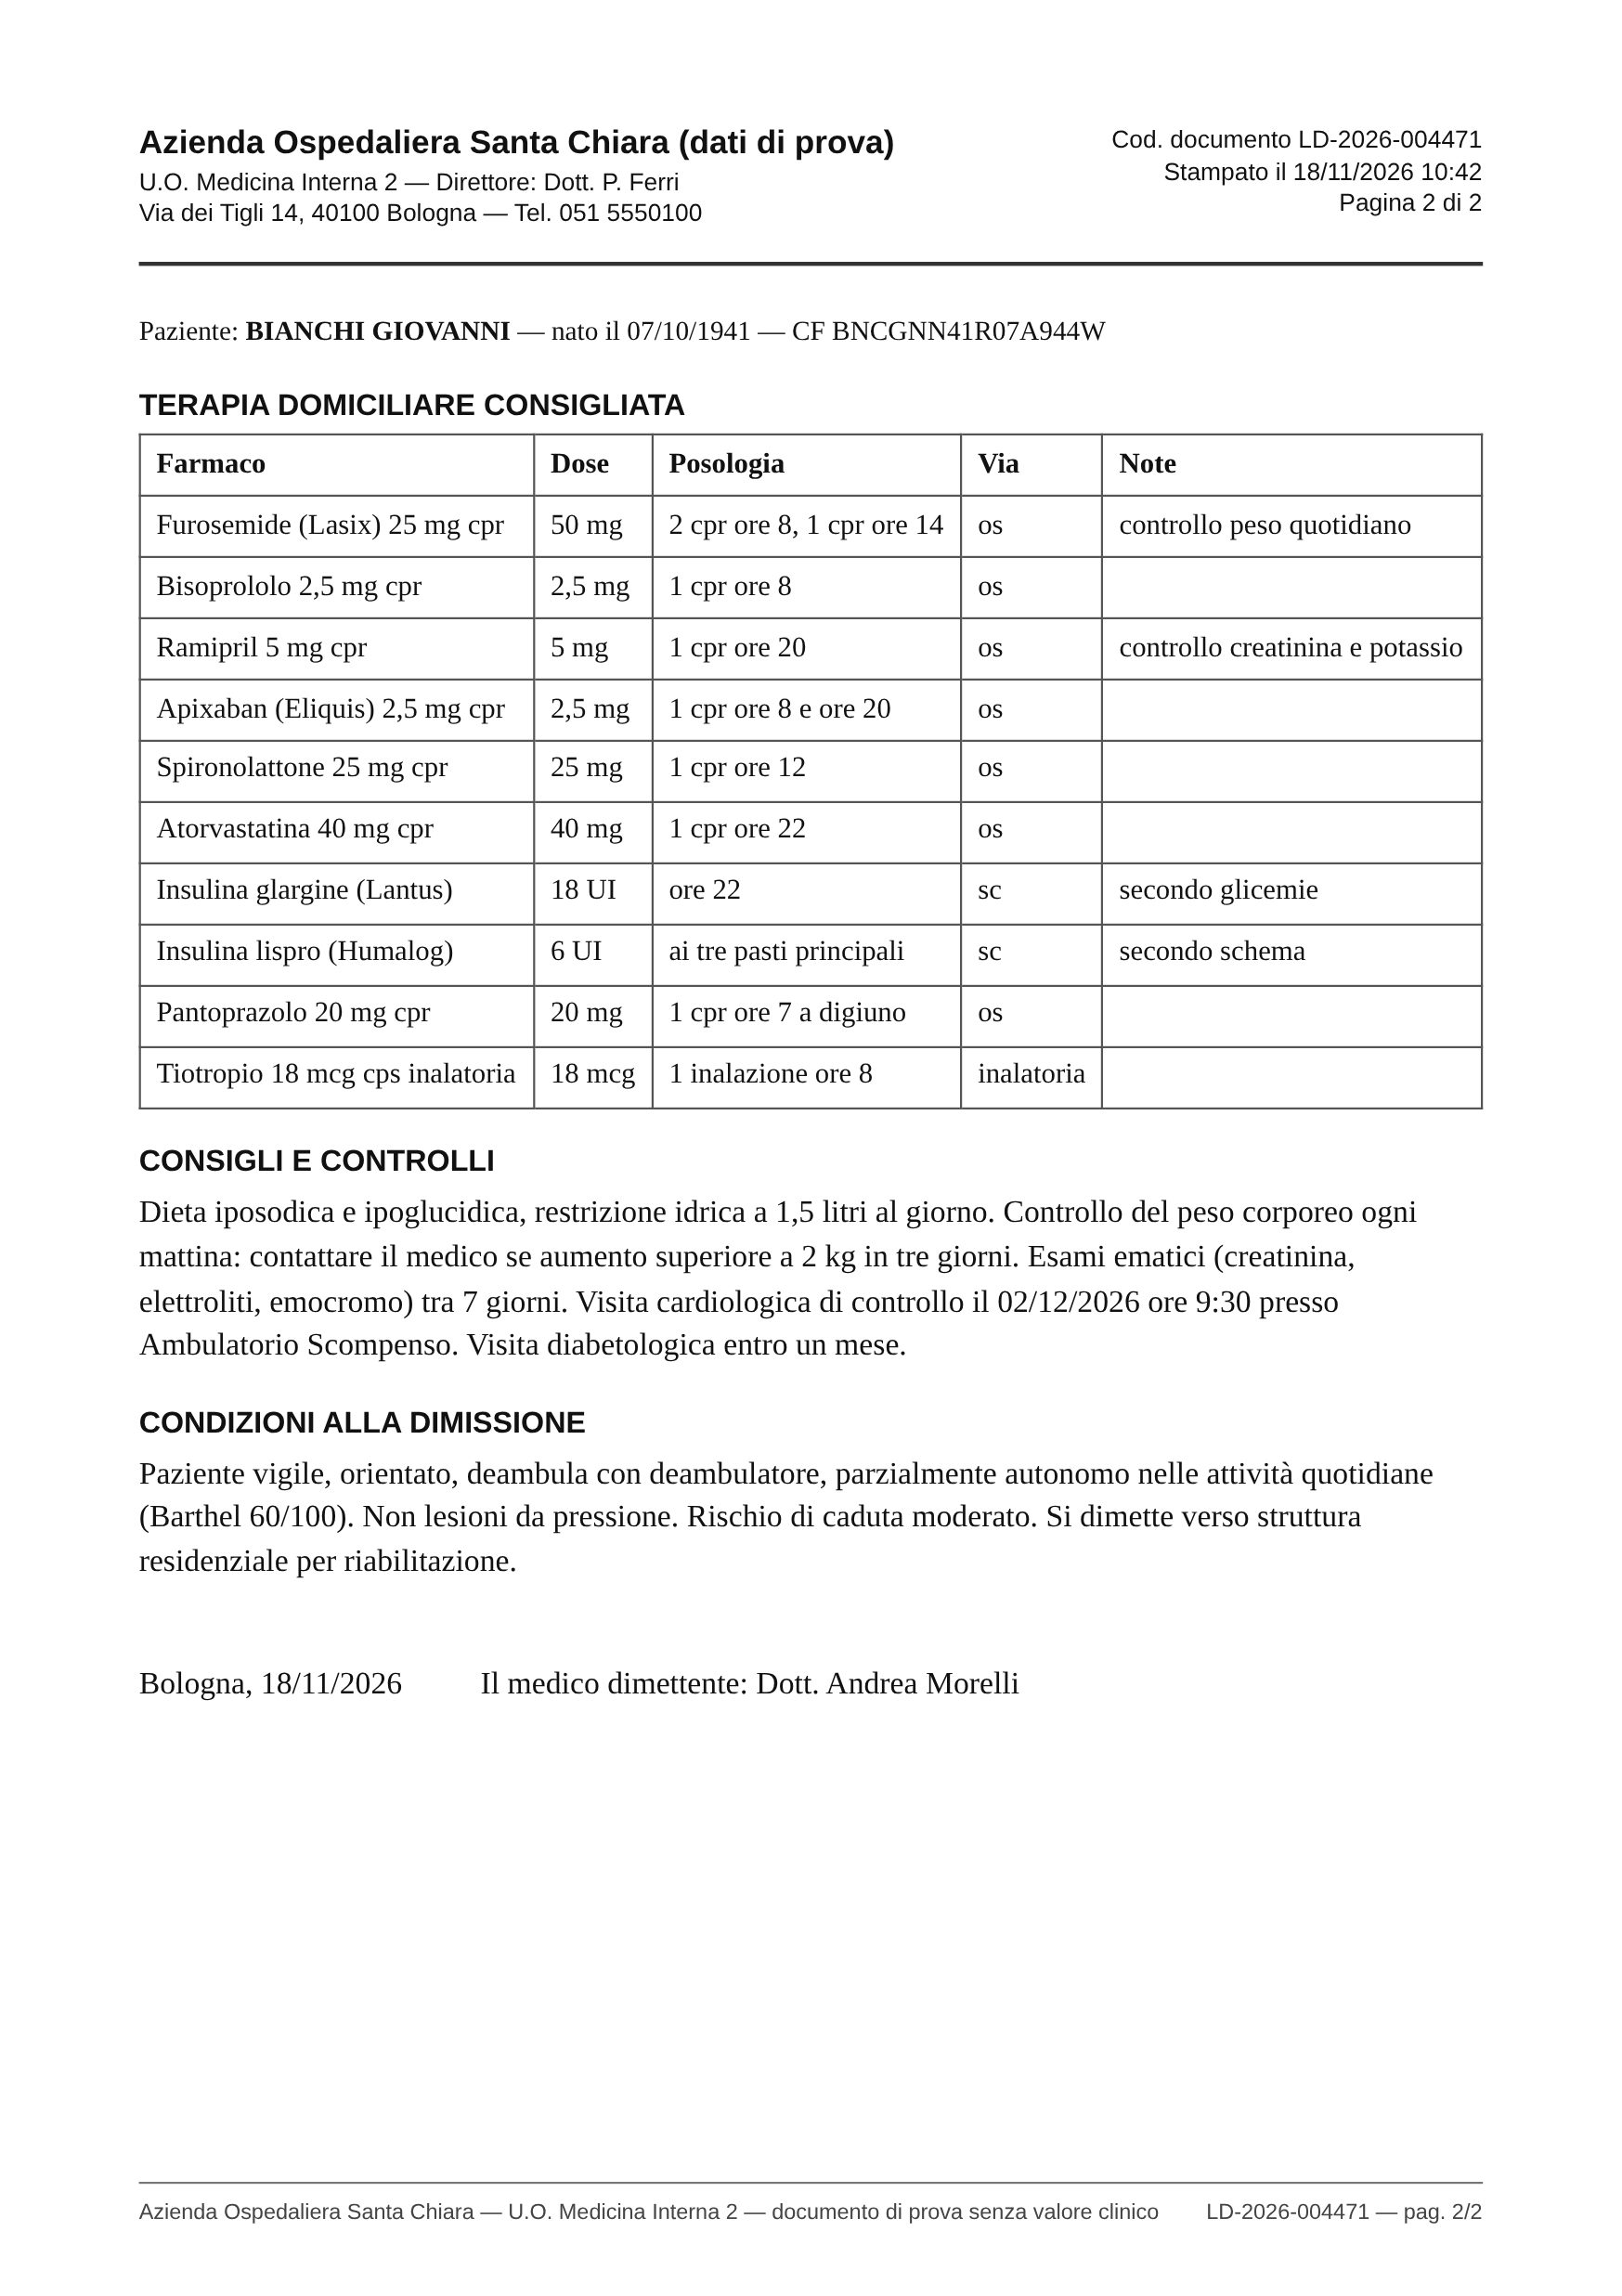 Azienda Ospedaliera Santa Chiara (dati di prova)
U.O. Medicina Interna 2 — Direttore: Dott. P. Ferri
Via dei Tigli 14, 40100 Bologna — Tel. 051 5550100
Cod. documento LD-2026-004471
Stampato il 18/11/2026 10:42
Pagina 2 di 2
Paziente: BIANCHI GIOVANNI — nato il 07/10/1941 — CF BNCGNN41R07A944W
TERAPIA DOMICILIARE CONSIGLIATA
Farmaco Dose Posologia Via Note
Furosemide (Lasix) 25 mg cpr 50 mg 2 cpr ore 8, 1 cpr ore 14 os controllo peso quotidiano
Bisoprololo 2,5 mg cpr 2,5 mg 1 cpr ore 8 os
Ramipril 5 mg cpr 5 mg 1 cpr ore 20 os controllo creatinina e potassio
Apixaban (Eliquis) 2,5 mg cpr 2,5 mg 1 cpr ore 8 e ore 20 os
Spironolattone 25 mg cpr 25 mg 1 cpr ore 12 os
Atorvastatina 40 mg cpr 40 mg 1 cpr ore 22 os
Insulina glargine (Lantus) 18 UI ore 22 sc secondo glicemie
Insulina lispro (Humalog) 6 UI ai tre pasti principali sc secondo schema
Pantoprazolo 20 mg cpr 20 mg 1 cpr ore 7 a digiuno os
Tiotropio 18 mcg cps inalatoria 18 mcg 1 inalazione ore 8 inalatoria
CONSIGLI E CONTROLLI
Dieta iposodica e ipoglucidica, restrizione idrica a 1,5 litri al giorno. Controllo del peso corporeo ogni
mattina: contattare il medico se aumento superiore a 2 kg in tre giorni. Esami ematici (creatinina,
elettroliti, emocromo) tra 7 giorni. Visita cardiologica di controllo il 02/12/2026 ore 9:30 presso
Ambulatorio Scompenso. Visita diabetologica entro un mese.
CONDIZIONI ALLA DIMISSIONE
Paziente vigile, orientato, deambula con deambulatore, parzialmente autonomo nelle attività quotidiane
(Barthel 60/100). Non lesioni da pressione. Rischio di caduta moderato. Si dimette verso struttura
residenziale per riabilitazione.
Bologna, 18/11/2026 Il medico dimettente: Dott. Andrea Morelli
Azienda Ospedaliera Santa Chiara — U.O. Medicina Interna 2 — documento di prova senza valore clinico LD-2026-004471 — pag. 2/2